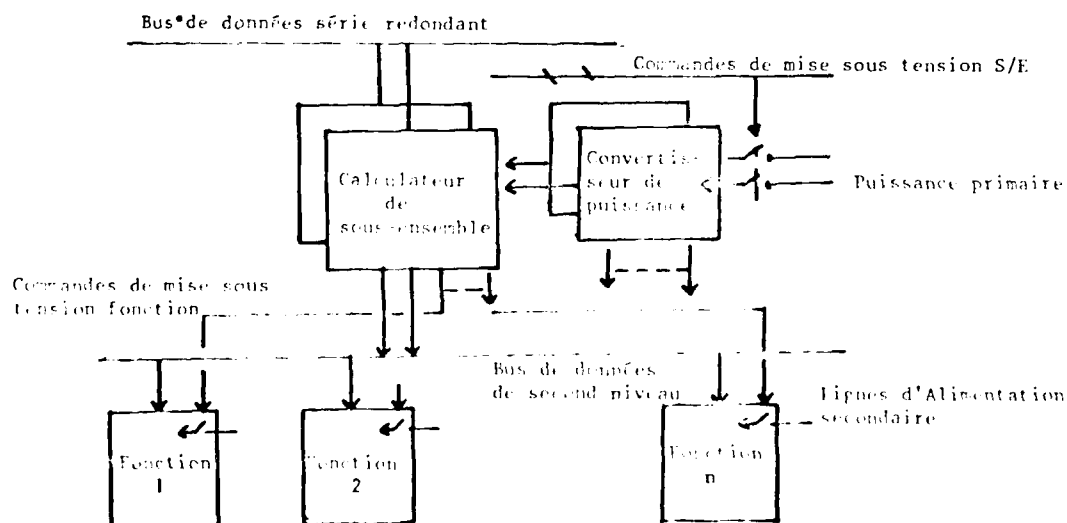 Bus de données série redondant
Commandes de mise sous tension S/E
Calculateur
de
sous-ensemble
Convertis-
seur de
puissance
Puissance primaire
Commandes de mise sous
tension fonction
Bus de données
de second niveau
Lignes d'Alimentation
secondaire
Fonction
1
Fonction
2
Fonction
n